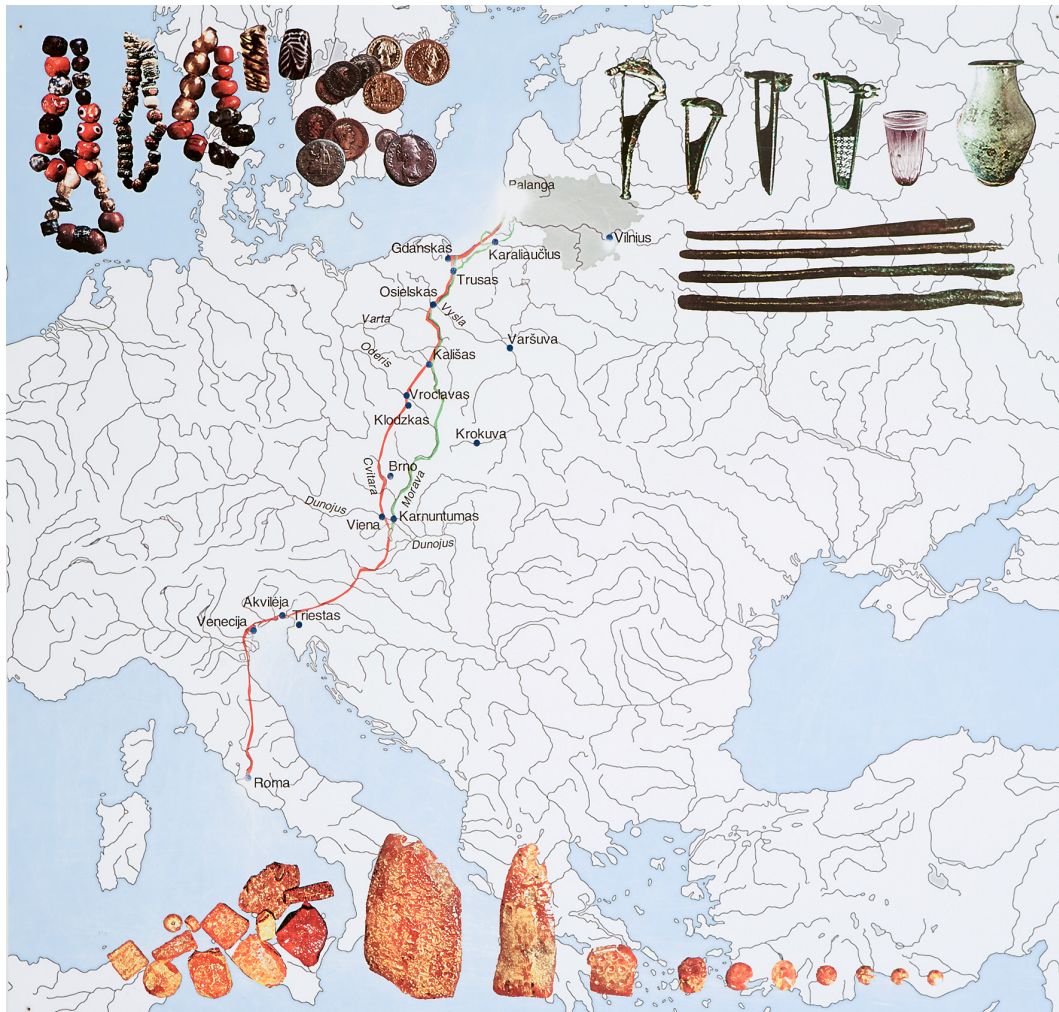 Palanga
Vilnius
Gdanskas
Karaliaučius
Trusas
Osielskas
Vysla
Varta
Varšuva
Oderis
Kališas
Vroclavas
Klodzkas
Krokuva
Brno
Cvitara
Morava
Dunojus
Viena
Karnuntumas
Dunojus
Akvilėja
Triestas
Venecija
Roma